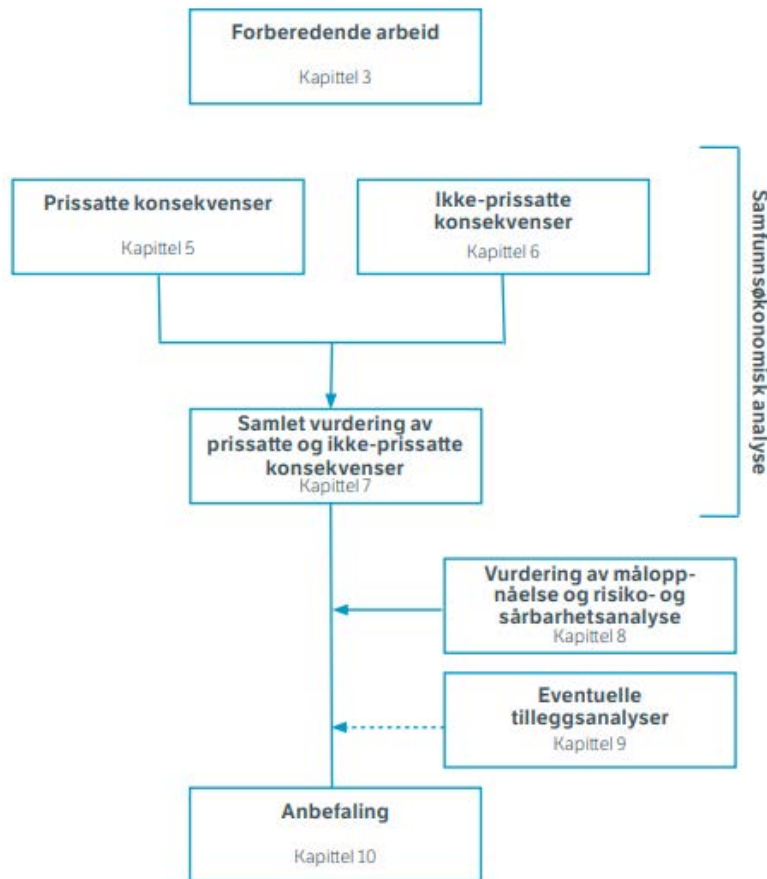 Forberedende arbeid
Kapittel 3
Prissatte konsekvenser
Kapittel 5
Ikke-prissatte
konsekvenser
Kapittel 6
Samfunnsøkonomisk analyse
Samlet vurdering av
prissatte og ikke-prissatte
konsekvenser
Kapittel 7
Vurdering av målopp-
nåelse og risiko- og
sårbarhetsanalyse
Kapittel 8
Eventuelle
tilleggsanalyser
Kapittel 9
Anbefaling
Kapittel 10